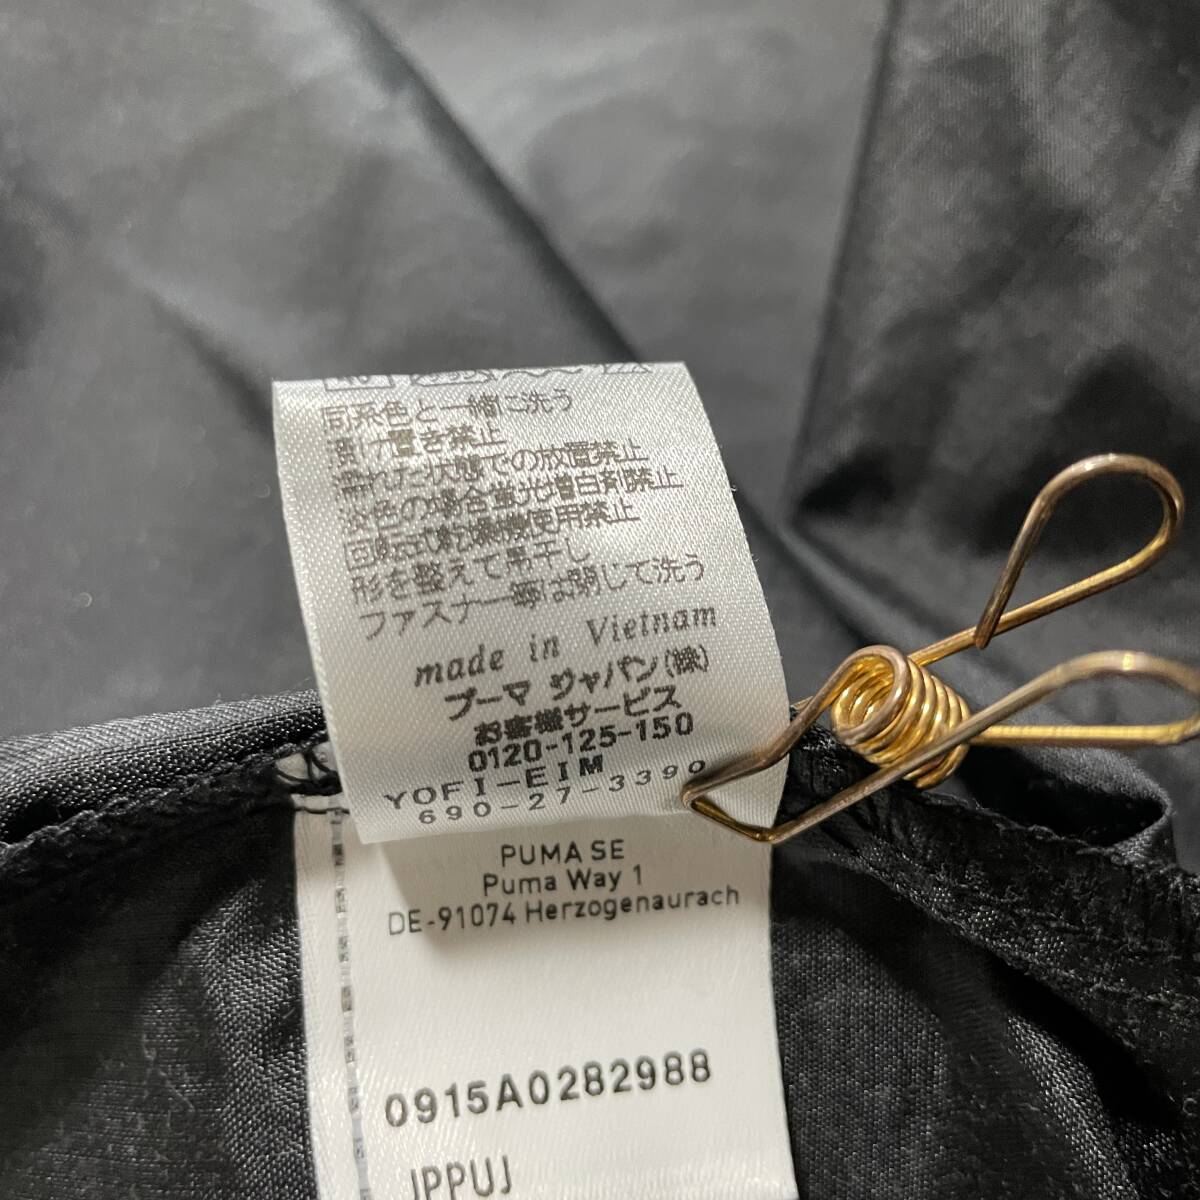 同系色と一緒に洗う
漬け置き禁止
濡れた状態での放置禁止
淡色の場合蛍光増白剤禁止
回転式乾燥機使用禁止
形を整えて吊干し
ファスナー等は閉じて洗う
made in Vietnam
プーマ ジャパン(株)
お客様サービス
0120-125-150
YOFI-EIM
690-27-3390
PUMA SE
Puma Way 1
DE-91074 Herzogenaurach
0915A0282988
JPPUJ